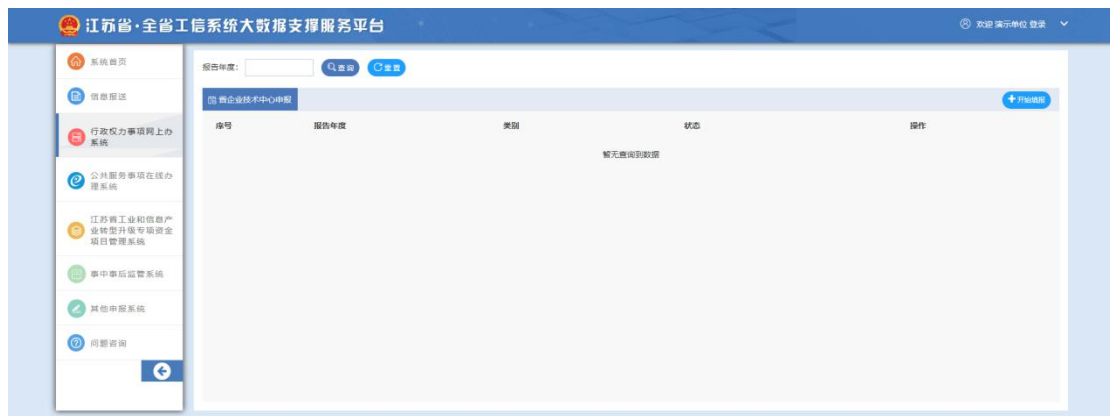 江苏省·全省工信系统大数据支撑服务平台
欢迎 演示单位 登录
系统首页
信息报送
行政权力事项网上办
系统
公共服务事项在线办
理系统
江苏省工业和信息产
业转型升级专项资金
项目管理系统
事中事后监管系统
其他申报系统
问题咨询
报告年度：
查询
重置
省企业技术中心申报
开始填报
序号 报告年度 类别 状态 操作
暂无查询到数据